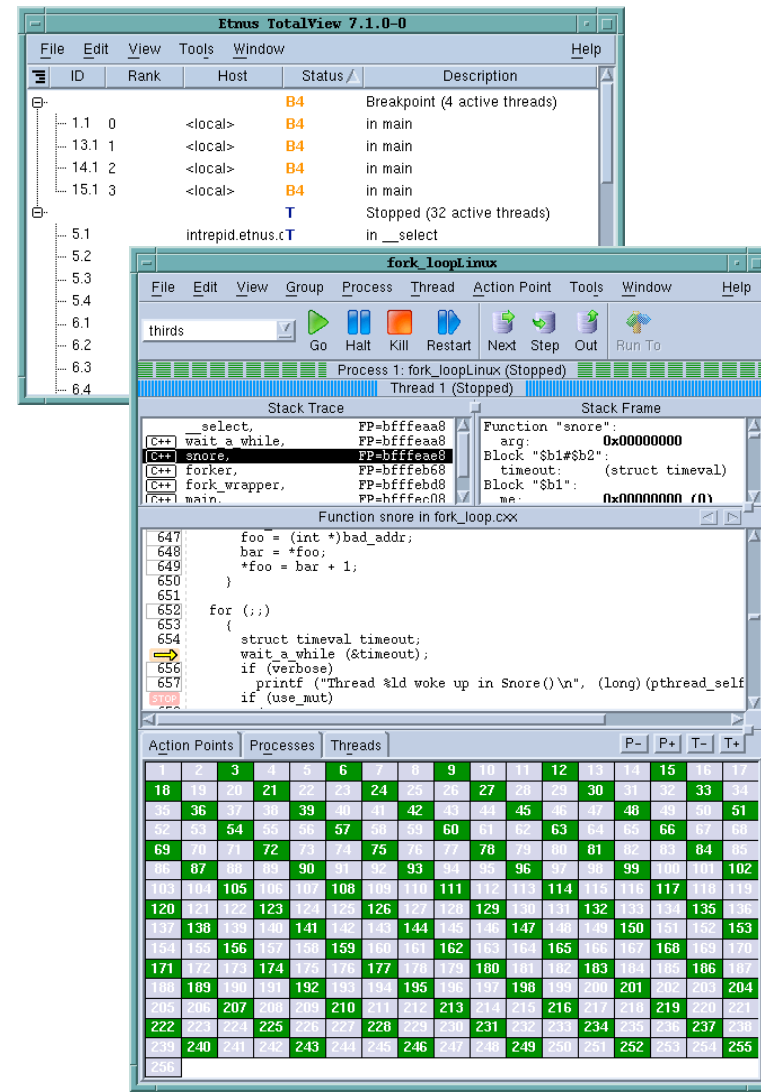 Etnus TotalView 7.1.0-0
File Edit View Tools Window Help
ID Rank Host Status Description
B4 Breakpoint (4 active threads)
1.1 0 <local> B4 in main
13.1 1 <local> B4 in main
14.1 2 <local> B4 in main
15.1 3 <local> B4 in main
T Stopped (32 active threads)
5.1 intrepid.etnus.c T in __select
5.2
5.3
5.4
6.1
6.2
6.3
6.4
fork_loopLinux
File Edit View Group Process Thread Action Point Tools Window Help
thirds Go Halt Kill Restart Next Step Out Run To
Process 1: fork_loopLinux (Stopped)
Thread 1 (Stopped)
Stack Trace
__select, FP=bfffeaa8
C++ wait_a_while, FP=bfffeaa8
C++ snore, FP=bfffeae8
C++ forker, FP=bfffeb68
C++ fork_wrapper, FP=bfffebd8
C++ main, FP=bfffec08
Stack Frame
Function "snore":
arg: 0x00000000
Block "$b1#$b2":
timeout: (struct timeval)
Block "$b1":
me: 0x00000000 (0)
Function snore in fork_loop.cxx
647 foo = (int *)bad_addr;
648 bar = *foo;
649 *foo = bar + 1;
650 }
651
652 for (;;)
653 {
654 struct timeval timeout;
wait_a_while (&timeout);
656 if (verbose)
657 printf ("Thread %ld woke up in Snore()\n", (long)(pthread_self
STOP if (use_mut)
Action Points Processes Threads P- P+ T- T+
1 2 3 4 5 6 7 8 9 10 11 12 13 14 15 16 17
18 19 20 21 22 23 24 25 26 27 28 29 30 31 32 33 34
35 36 37 38 39 40 41 42 43 44 45 46 47 48 49 50 51
52 53 54 55 56 57 58 59 60 61 62 63 64 65 66 67 68
69 70 71 72 73 74 75 76 77 78 79 80 81 82 83 84 85
86 87 88 89 90 91 92 93 94 95 96 97 98 99 100 101 102
103 104 105 106 107 108 109 110 111 112 113 114 115 116 117 118 119
120 121 122 123 124 125 126 127 128 129 130 131 132 133 134 135 136
137 138 139 140 141 142 143 144 145 146 147 148 149 150 151 152 153
154 155 156 157 158 159 160 161 162 163 164 165 166 167 168 169 170
171 172 173 174 175 176 177 178 179 180 181 182 183 184 185 186 187
188 189 190 191 192 193 194 195 196 197 198 199 200 201 202 203 204
205 206 207 208 209 210 211 212 213 214 215 216 217 218 219 220 221
222 223 224 225 226 227 228 229 230 231 232 233 234 235 236 237 238
239 240 241 242 243 244 245 246 247 248 249 250 251 252 253 254 255
256